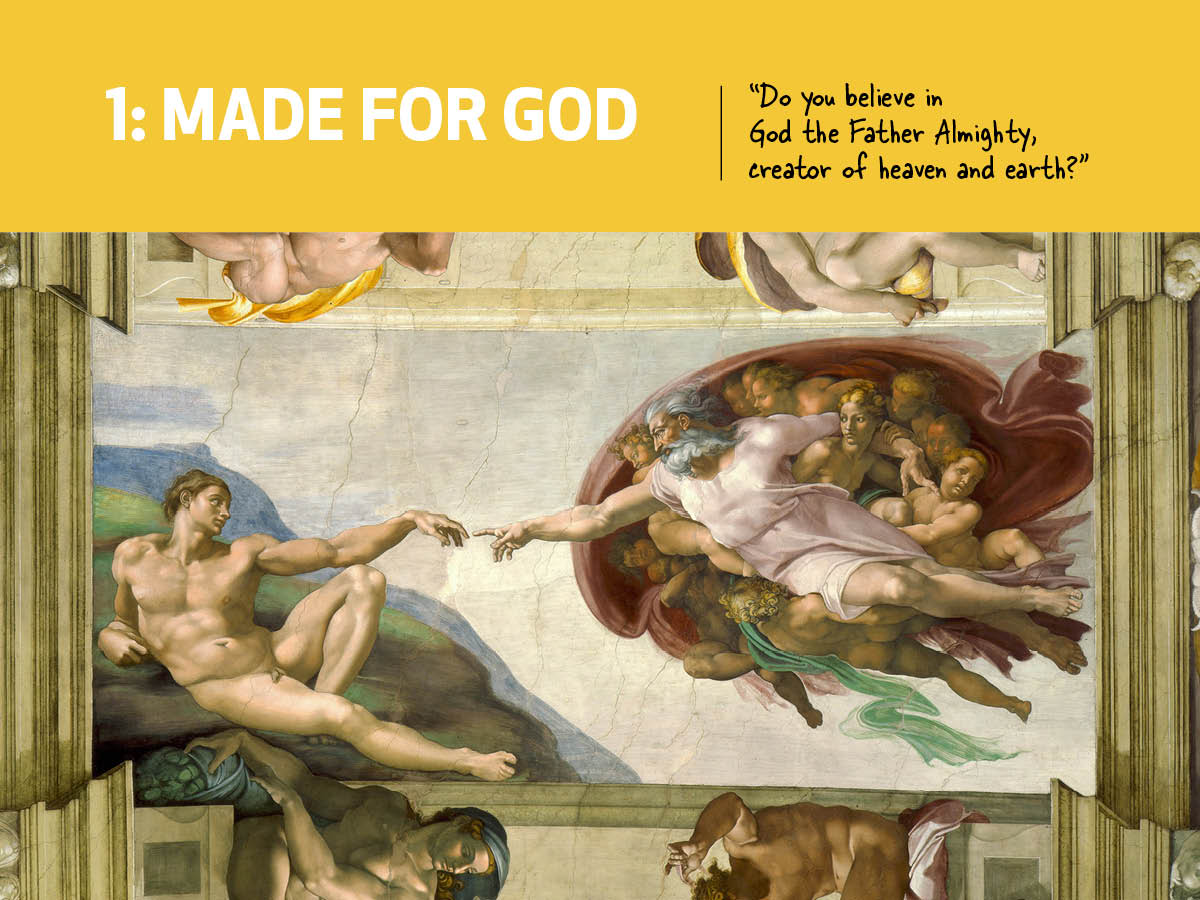 1: MADE FOR GOD
“Do you believe in
God the Father Almighty,
creator of heaven and earth?”